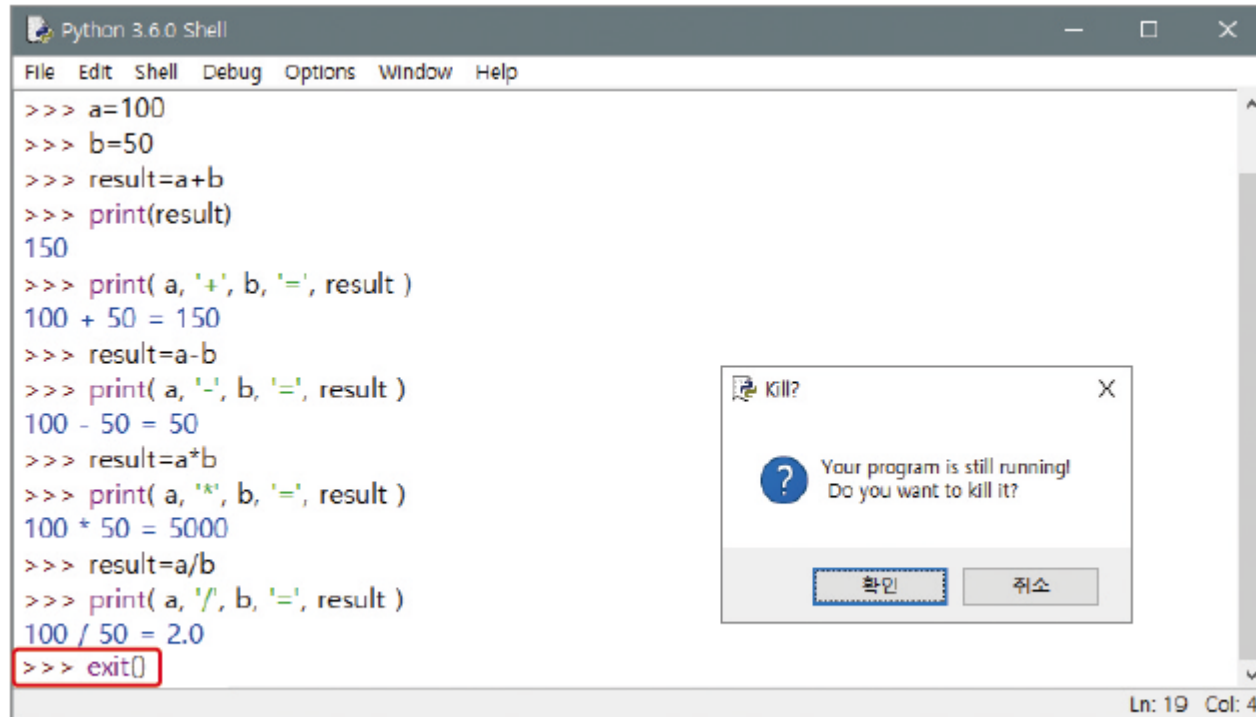 Python 3.6.0 Shell
File Edit Shell Debug Options Window Help
>>> a=100
>>> b=50
>>> result=a+b
>>> print(result)
150
>>> print( a, '+', b, '=', result )
100 + 50 = 150
>>> result=a-b
>>> print( a, '-', b, '=', result )
100 - 50 = 50
>>> result=a*b
>>> print( a, '*', b, '=', result )
100 * 50 = 5000
>>> result=a/b
>>> print( a, '/', b, '=', result )
100 / 50 = 2.0
>>> exit()
Kill?
Your program is still running!
Do you want to kill it?
확인 취소
Ln: 19 Col: 4